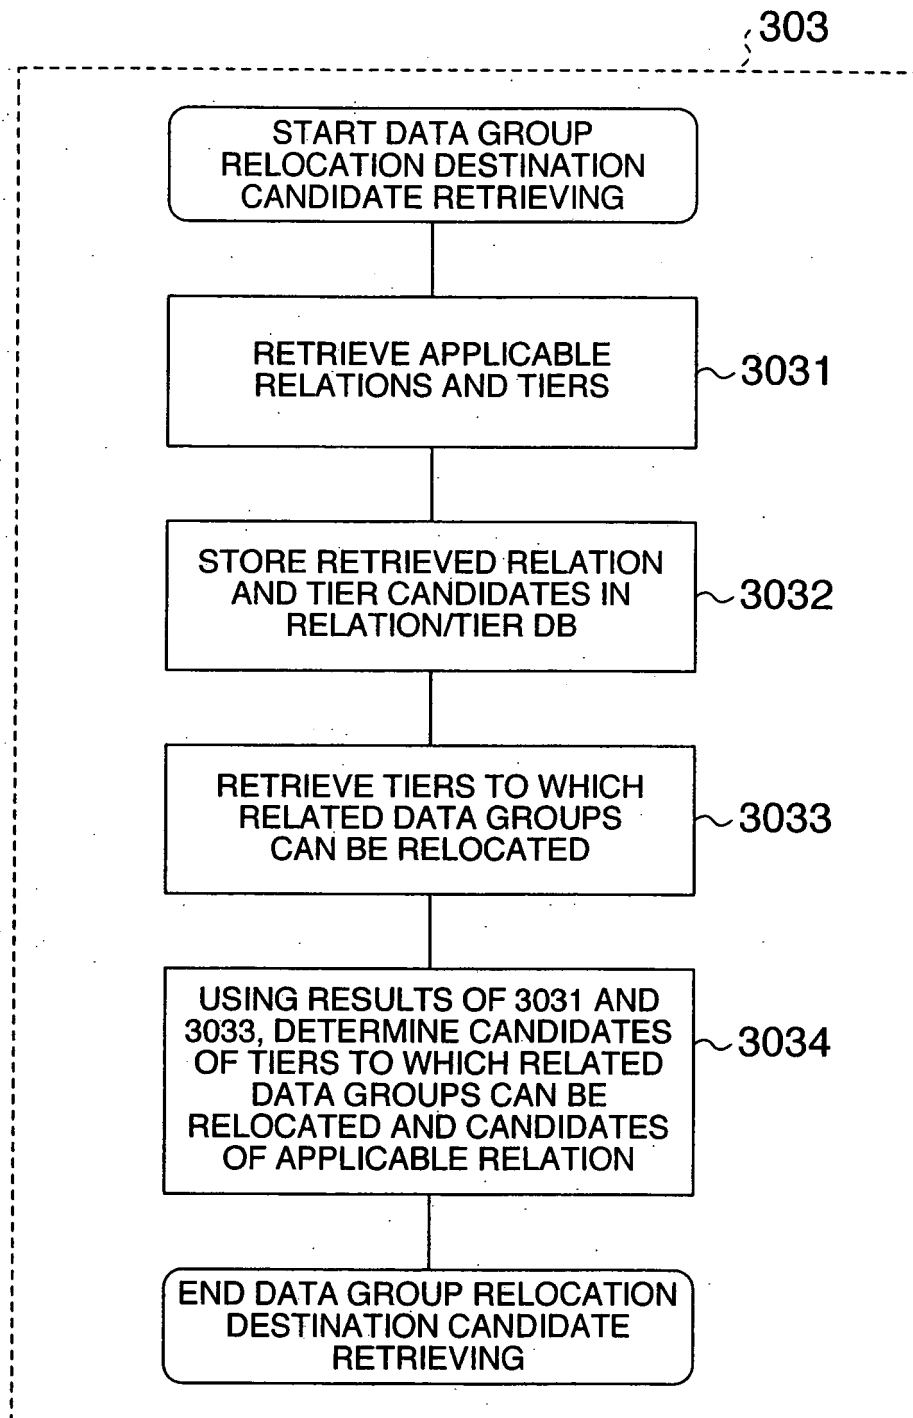 303
START DATA GROUP
RELOCATION DESTINATION
CANDIDATE RETRIEVING
RETRIEVE APPLICABLE
RELATIONS AND TIERS
3031
STORE RETRIEVED RELATION
AND TIER CANDIDATES IN
RELATION/TIER DB
3032
RETRIEVE TIERS TO WHICH
RELATED DATA GROUPS
CAN BE RELOCATED
3033
USING RESULTS OF 3031 AND
3033, DETERMINE CANDIDATES
OF TIERS TO WHICH RELATED
DATA GROUPS CAN BE
RELOCATED AND CANDIDATES
OF APPLICABLE RELATION
3034
END DATA GROUP RELOCATION
DESTINATION CANDIDATE
RETRIEVING